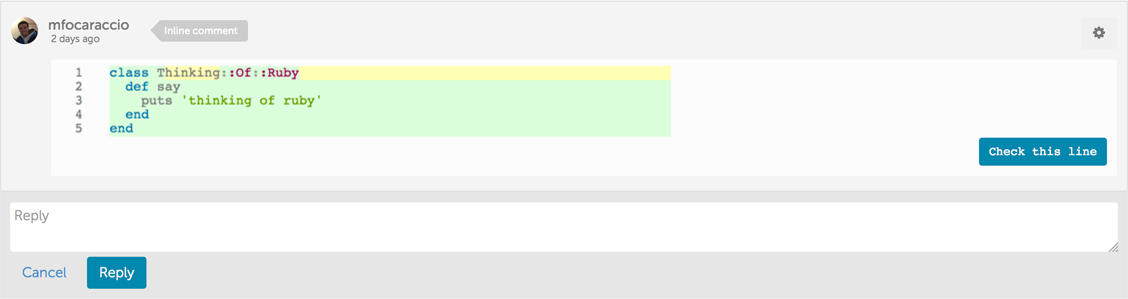 mfocaraccio
2 days ago
Inline comment
1 class Thinking::Of::Ruby
2   def say
3     puts 'thinking of ruby'
4   end
5 end
Check this line
Reply
Cancel
Reply